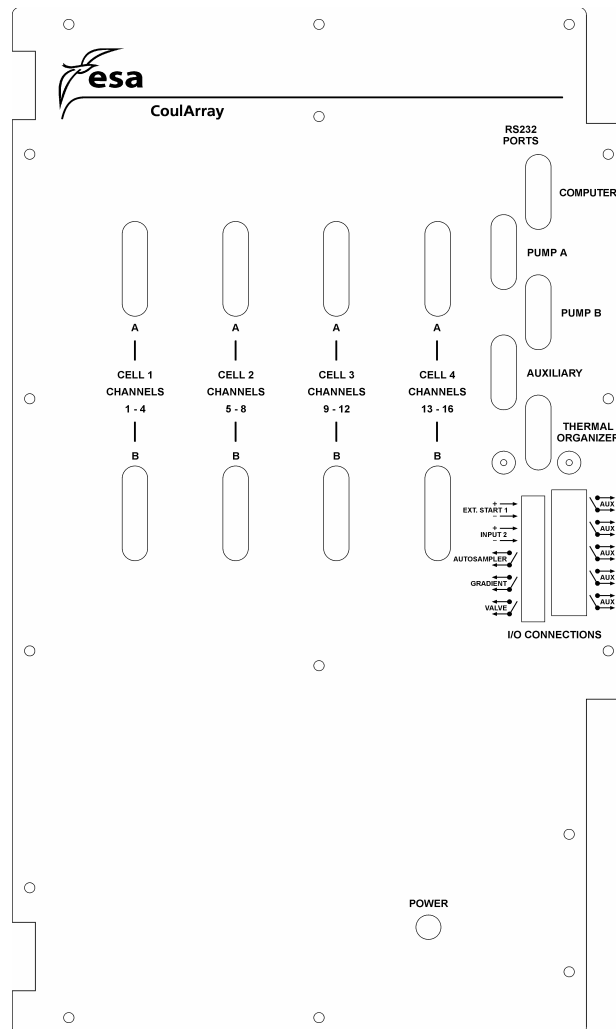 esa
CoulArray
RS232
PORTS
COMPUTER
PUMP A
PUMP B
AUXILIARY
THERMAL
ORGANIZER
A
A
A
A
CELL 1
CHANNELS
1 - 4
CELL 2
CHANNELS
5 - 8
CELL 3
CHANNELS
9 - 12
CELL 4
CHANNELS
13 - 16
B
B
B
B
+
EXT. START 1
–
+
INPUT 2
–
AUTOSAMPLER
GRADIENT
VALVE
AUX
AUX
AUX
AUX
AUX
I/O CONNECTIONS
POWER